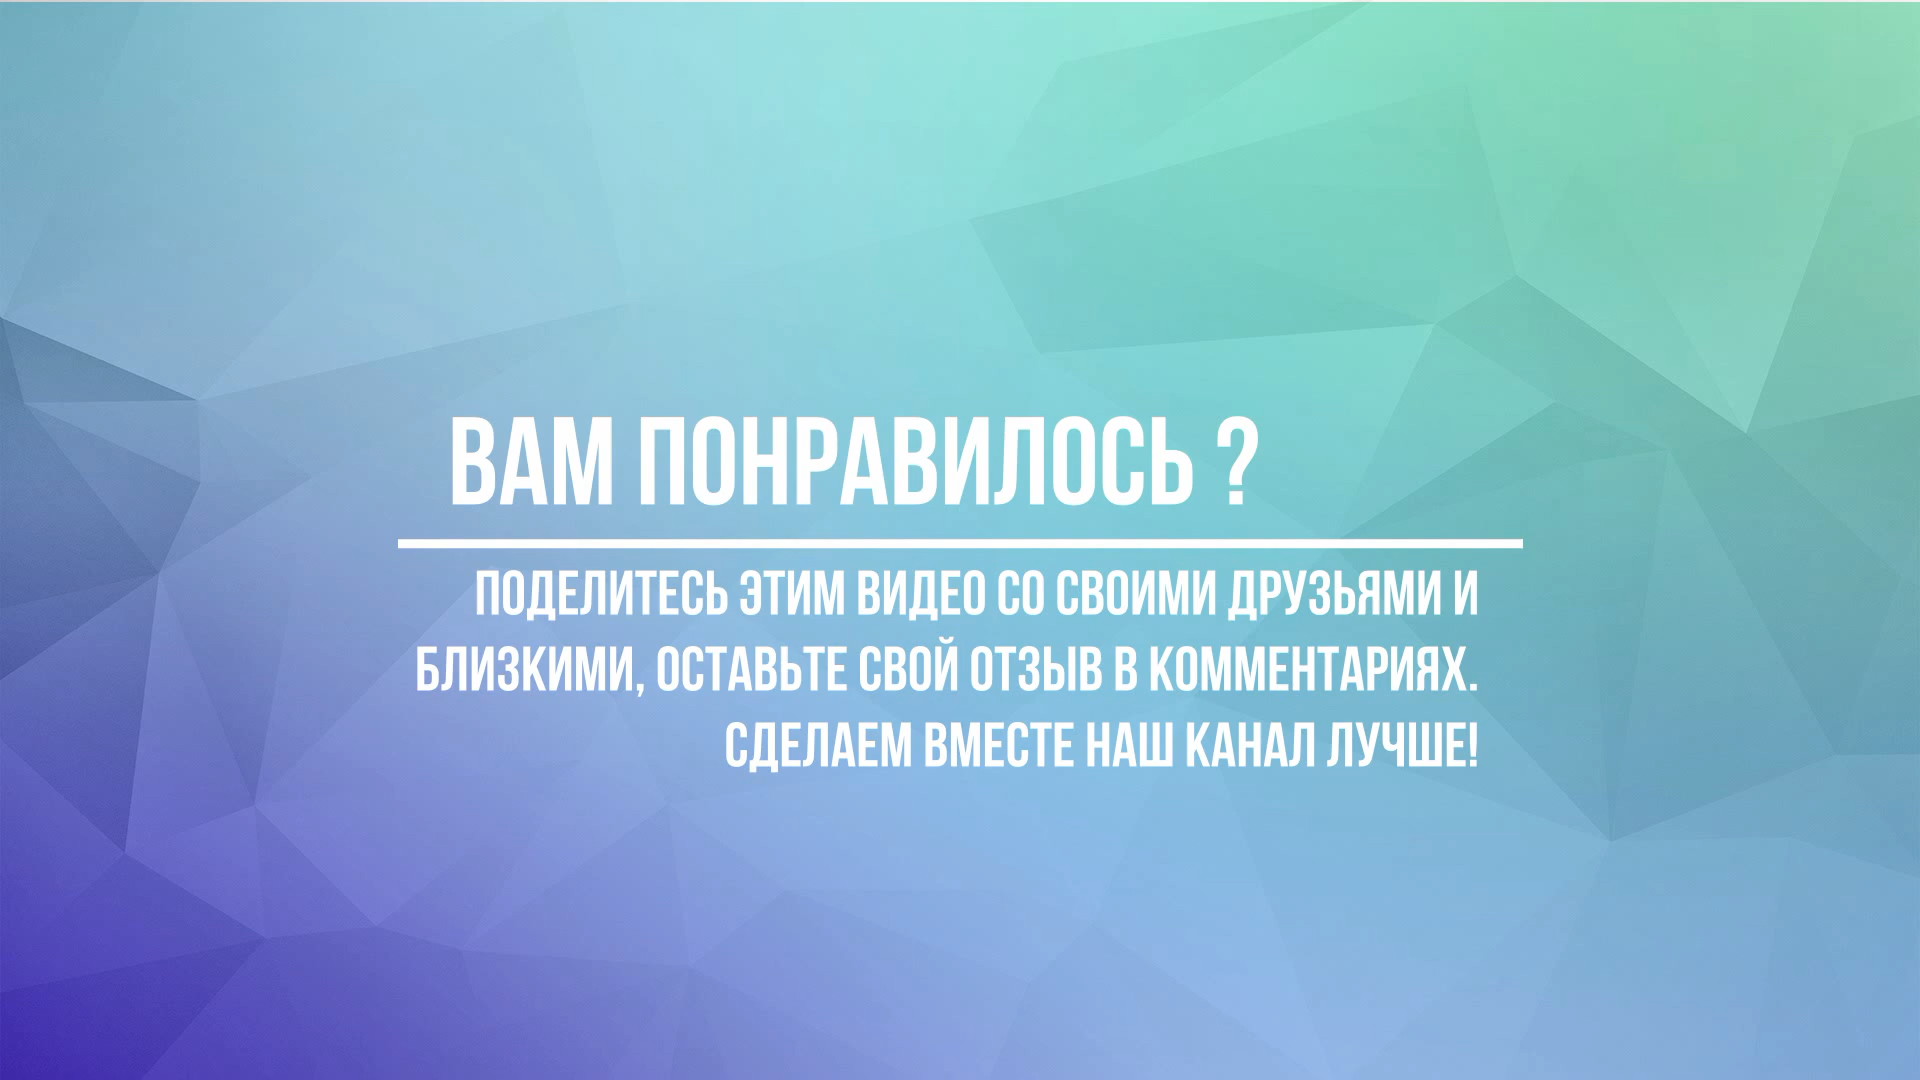 ВАМ ПОНРАВИЛОСЬ ?
ПОДЕЛИТЕСЬ ЭТИМ ВИДЕО СО СВОИМИ ДРУЗЬЯМИ И
БЛИЗКИМИ, ОСТАВЬТЕ СВОЙ ОТЗЫВ В КОММЕНТАРИЯХ.
СДЕЛАЕМ ВМЕСТЕ НАШ КАНАЛ ЛУЧШЕ!